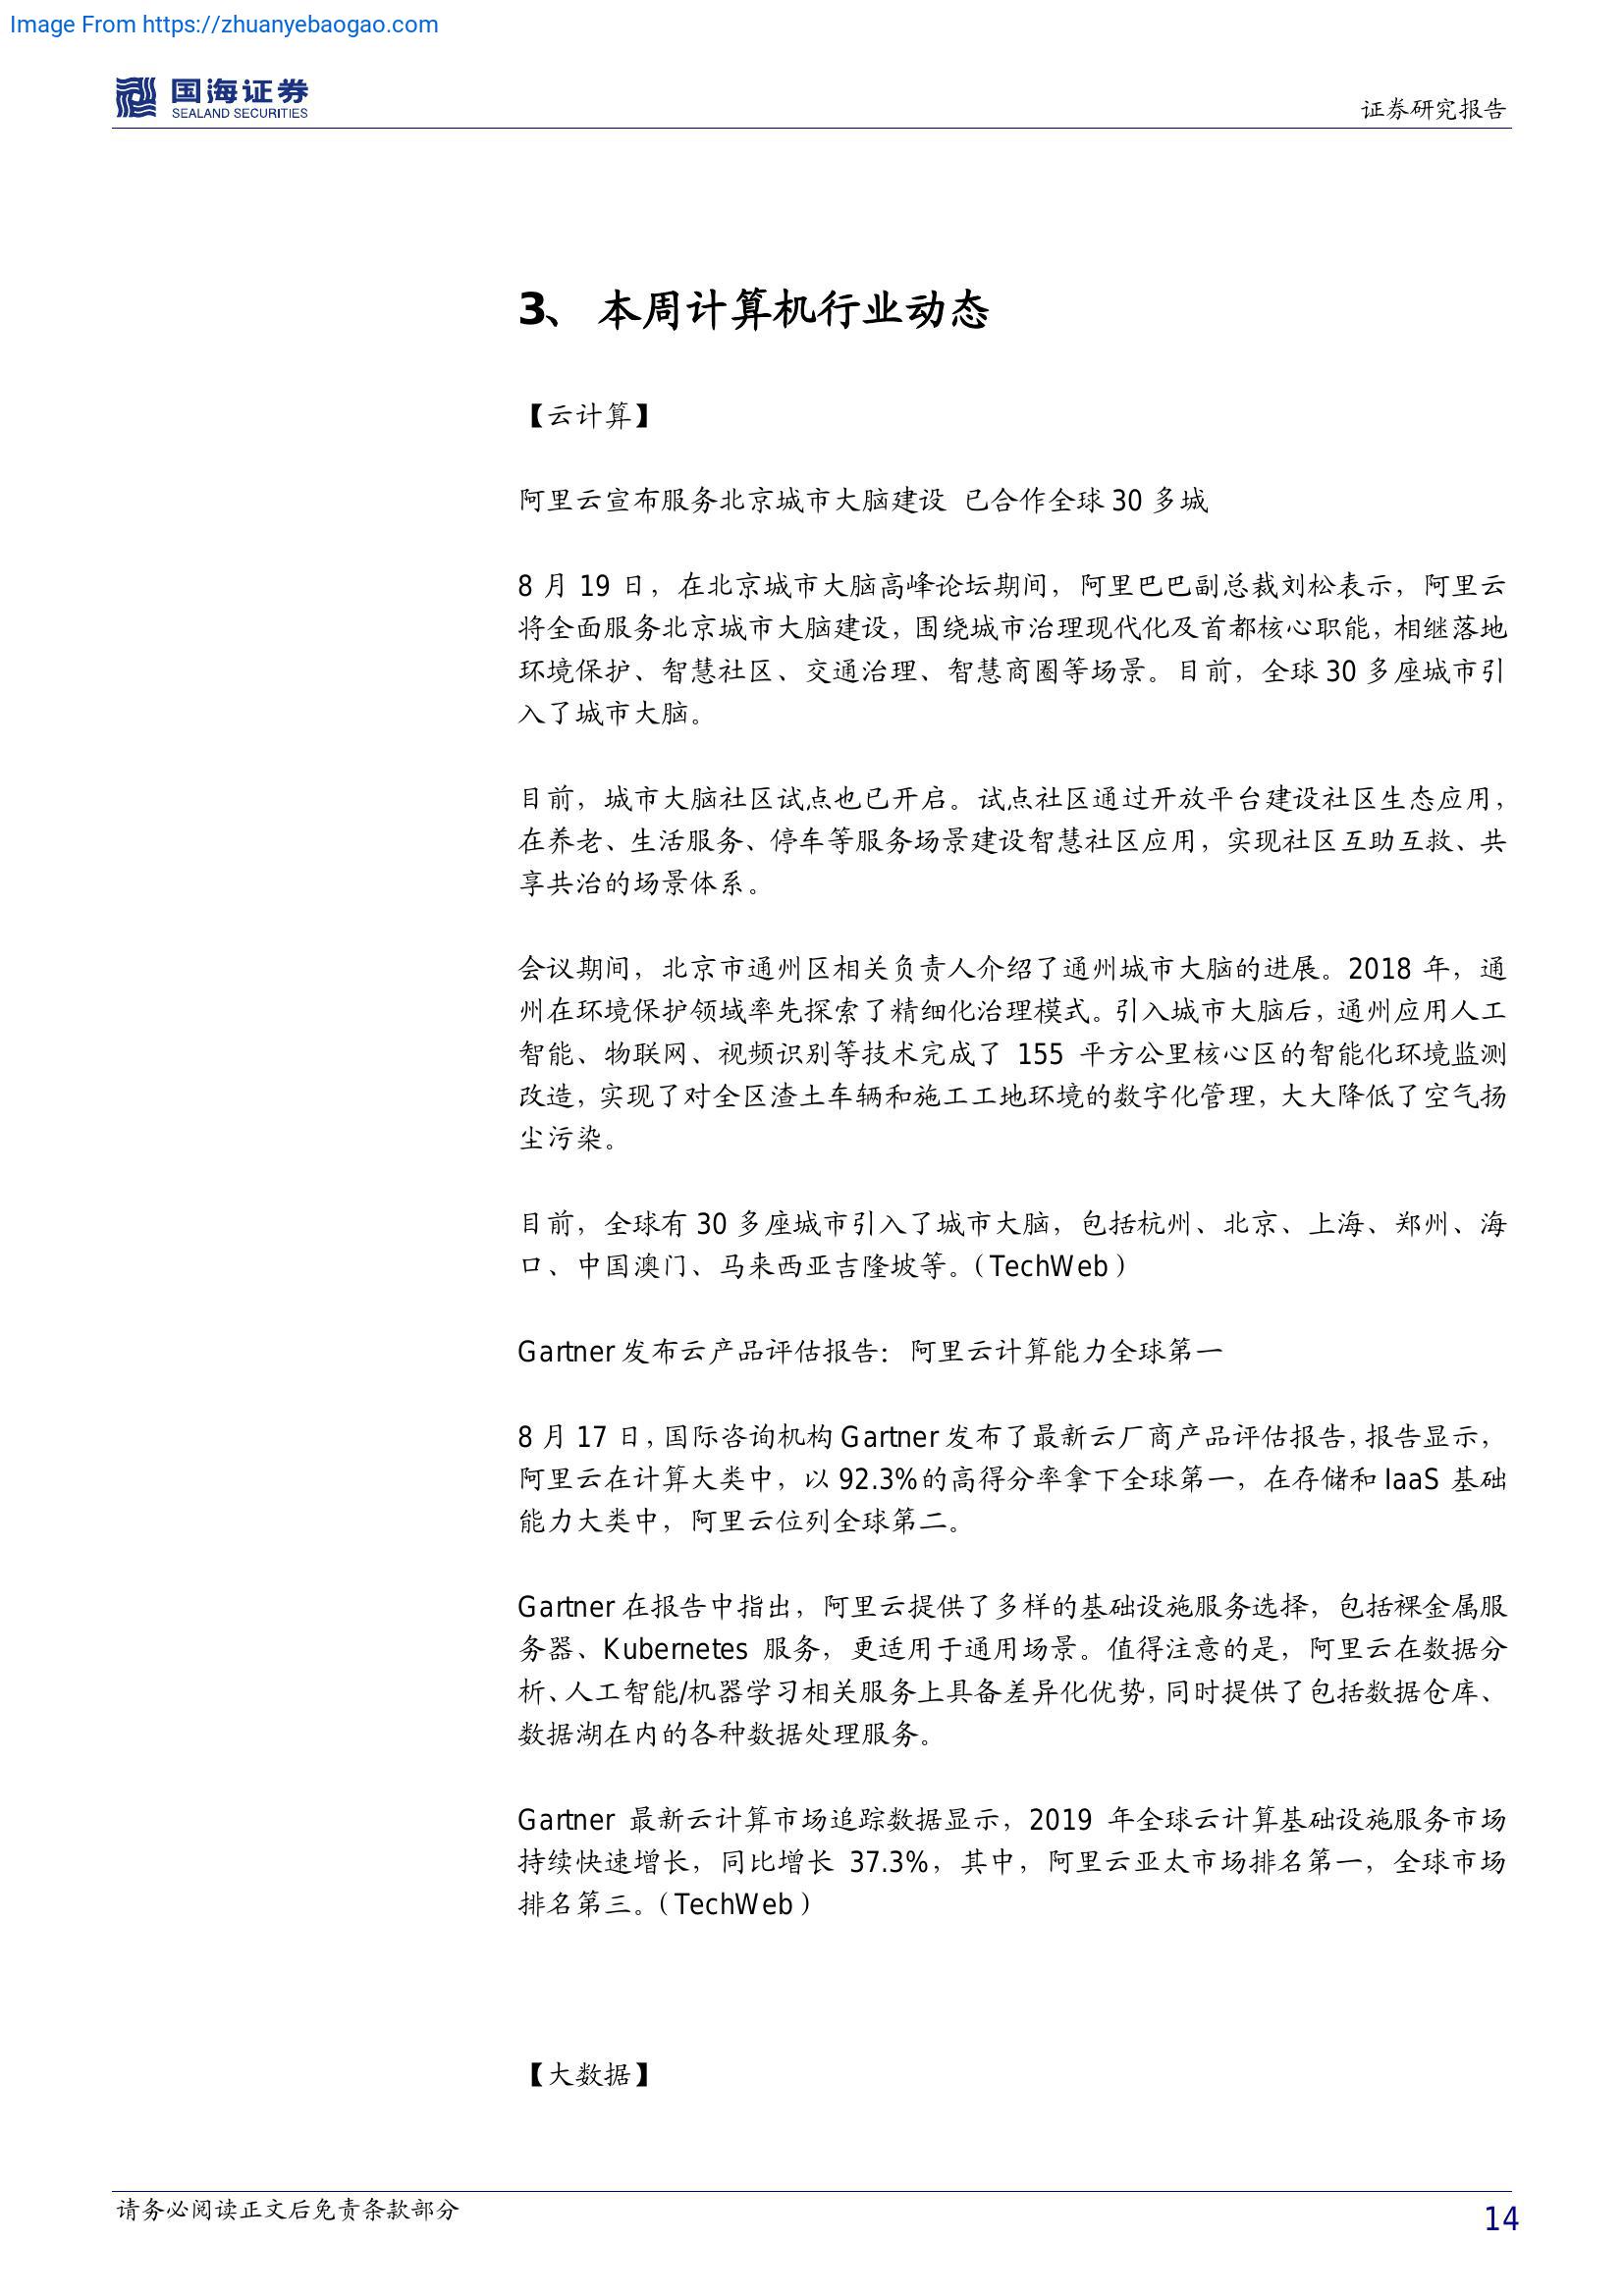 Image From https://zhuanyebaogao.com
国海证券
SEALAND SECURITIES
证券研究报告
3、 本周计算机行业动态
【云计算】
阿里云宣布服务北京城市大脑建设 已合作全球 30 多城
8 月 19 日，在北京城市大脑高峰论坛期间，阿里巴巴副总裁刘松表示，阿里云
将全面服务北京城市大脑建设，围绕城市治理现代化及首都核心职能，相继落地
环境保护、智慧社区、交通治理、智慧商圈等场景。目前，全球 30 多座城市引
入了城市大脑。
目前，城市大脑社区试点也已开启。试点社区通过开放平台建设社区生态应用，
在养老、生活服务、停车等服务场景建设智慧社区应用，实现社区互助互救、共
享共治的场景体系。
会议期间，北京市通州区相关负责人介绍了通州城市大脑的进展。2018 年，通
州在环境保护领域率先探索了精细化治理模式。引入城市大脑后，通州应用人工
智能、物联网、视频识别等技术完成了 155 平方公里核心区的智能化环境监测
改造，实现了对全区渣土车辆和施工工地环境的数字化管理，大大降低了空气扬
尘污染。
目前，全球有 30 多座城市引入了城市大脑，包括杭州、北京、上海、郑州、海
口、中国澳门、马来西亚吉隆坡等。（TechWeb）
Gartner 发布云产品评估报告：阿里云计算能力全球第一
8 月 17 日，国际咨询机构 Gartner 发布了最新云厂商产品评估报告，报告显示，
阿里云在计算大类中，以 92.3%的高得分率拿下全球第一，在存储和 IaaS 基础
能力大类中，阿里云位列全球第二。
Gartner 在报告中指出，阿里云提供了多样的基础设施服务选择，包括裸金属服
务器、Kubernetes 服务，更适用于通用场景。值得注意的是，阿里云在数据分
析、人工智能/机器学习相关服务上具备差异化优势，同时提供了包括数据仓库、
数据湖在内的各种数据处理服务。
Gartner 最新云计算市场追踪数据显示，2019 年全球云计算基础设施服务市场
持续快速增长，同比增长 37.3%，其中，阿里云亚太市场排名第一，全球市场
排名第三。（TechWeb）
【大数据】
请务必阅读正文后免责条款部分
14